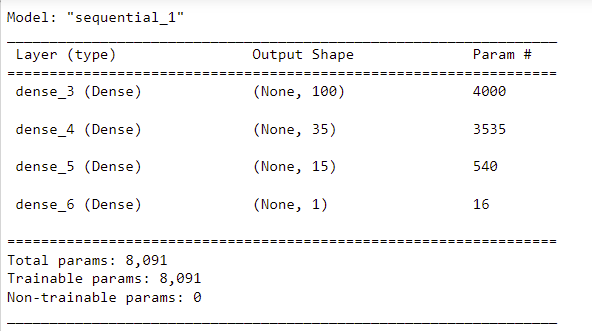 Model: "sequential_1"
_________________________________________________________________
Layer (type)                Output Shape              Param #
=================================================================
dense_3 (Dense)             (None, 100)               4000
dense_4 (Dense)             (None, 35)                3535
dense_5 (Dense)             (None, 15)                540
dense_6 (Dense)             (None, 1)                 16
=================================================================
Total params: 8,091
Trainable params: 8,091
Non-trainable params: 0
_________________________________________________________________